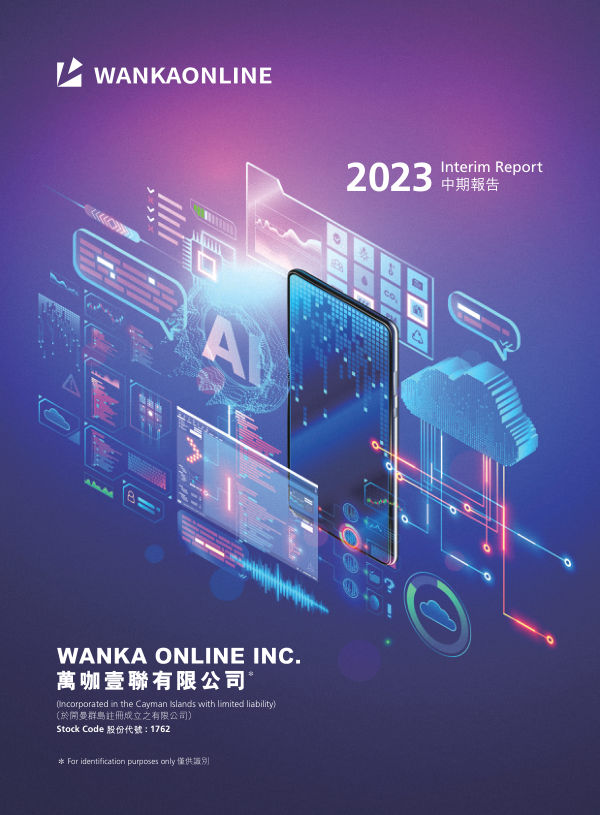 WANKAONLINE
2023 Interim Report
中期報告
AI
CO₂
WANKA ONLINE INC.
萬咖壹聯有限公司*
(Incorporated in the Cayman Islands with limited liability)
(於開曼群島註冊成立之有限公司)
Stock Code 股份代號 : 1762
* For identification purposes only 僅供識別